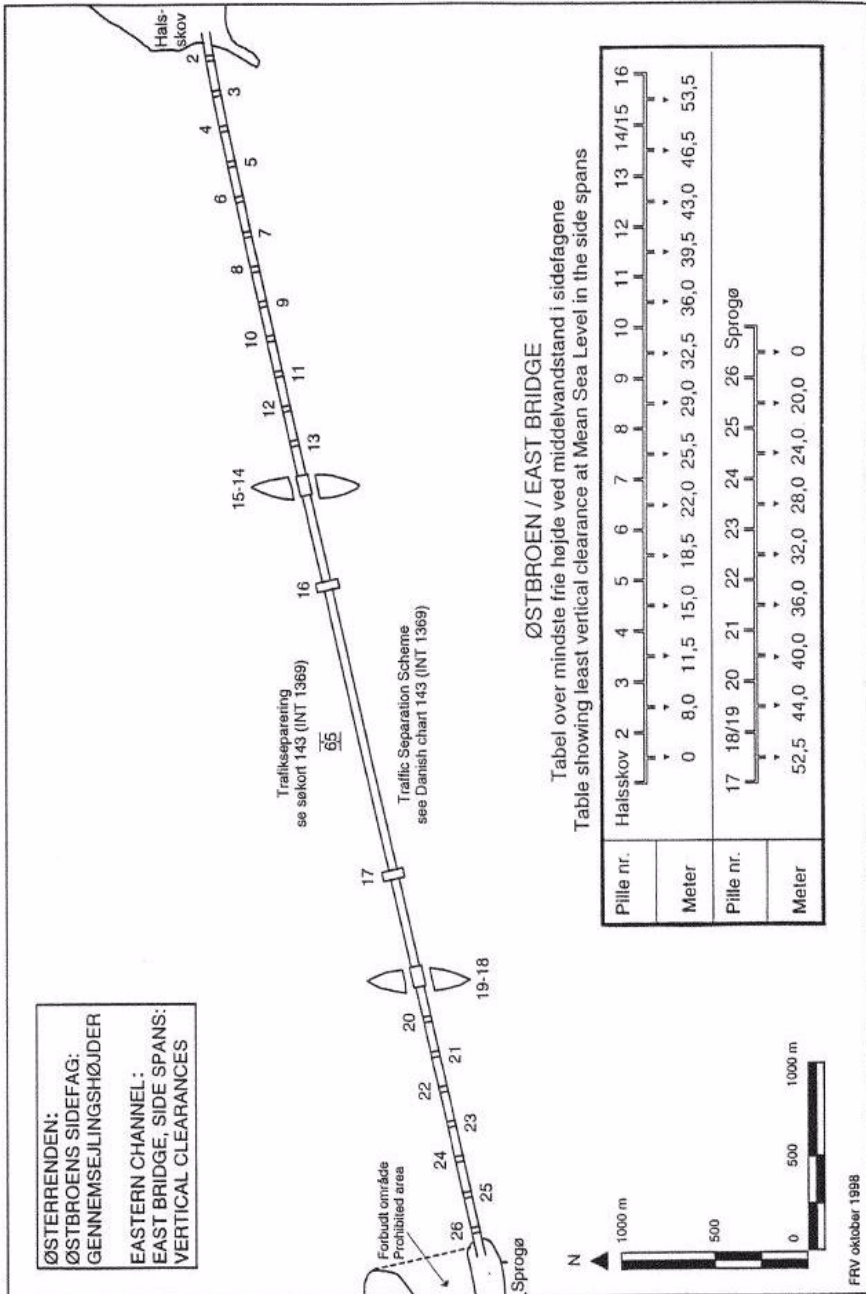 ØSTERRENDEN:
ØSTBROENS SIDEFAG:
GENNEMSEJLINGSHØJDER
EASTERN CHANNEL:
EAST BRIDGE, SIDE SPANS:
VERTICAL CLEARANCES
Hals-
skov
2
3
4
5
6
7
8
9
10
11
12
13
15-14
16
Trafikseparering
se søkort 143 (INT 1369)
65
Traffic Separation Scheme
see Danish chart 143 (INT 1369)
17
19-18
20
21
22
23
24
25
26
Forbudt område
Prohibited area
Sprogø
N
1000 m
500
0
500
1000 m
ØSTBROEN / EAST BRIDGE
Tabel over mindste frie højde ved middelvandstand i sidefagene
Table showing least vertical clearance at Mean Sea Level in the side spans
Pille nr. Halsskov 2 3 4 5 6 7 8 9 10 11 12 13 14/15 16
Meter 0 8,0 11,5 15,0 18,5 22,0 25,5 29,0 32,5 36,0 39,5 43,0 46,5 53,5
Pille nr. 17 18/19 20 21 22 23 24 25 26 Sprogø
Meter 52,5 44,0 40,0 36,0 32,0 28,0 24,0 20,0 0
FRV oktober 1998